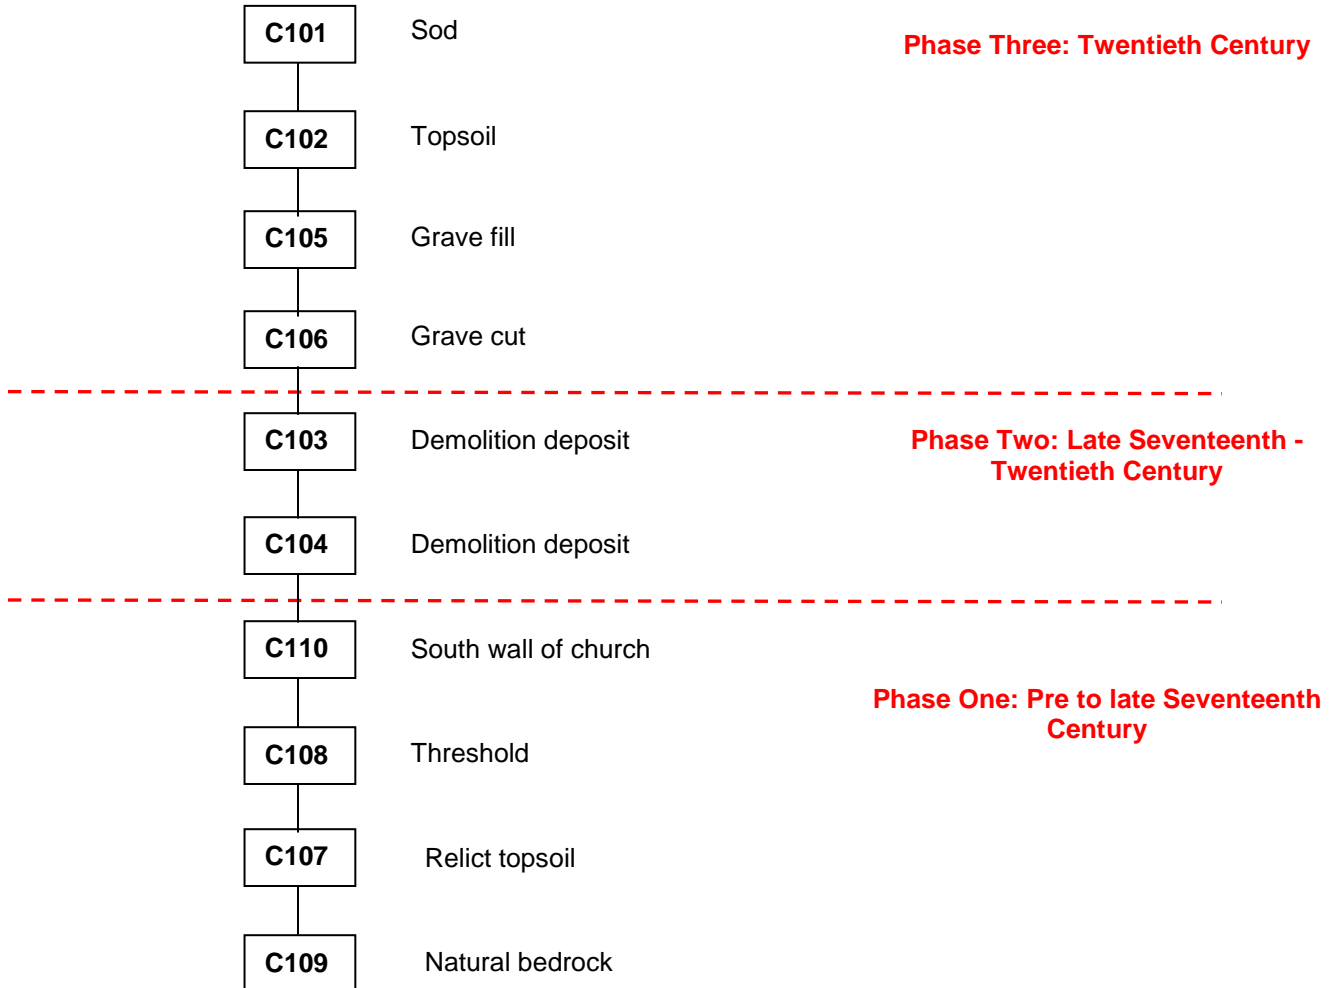 C101 Sod
Phase Three: Twentieth Century
C102 Topsoil
C105 Grave fill
C106 Grave cut
C103 Demolition deposit
Phase Two: Late Seventeenth -
Twentieth Century
C104 Demolition deposit
C110 South wall of church
Phase One: Pre to late Seventeenth
Century
C108 Threshold
C107 Relict topsoil
C109 Natural bedrock